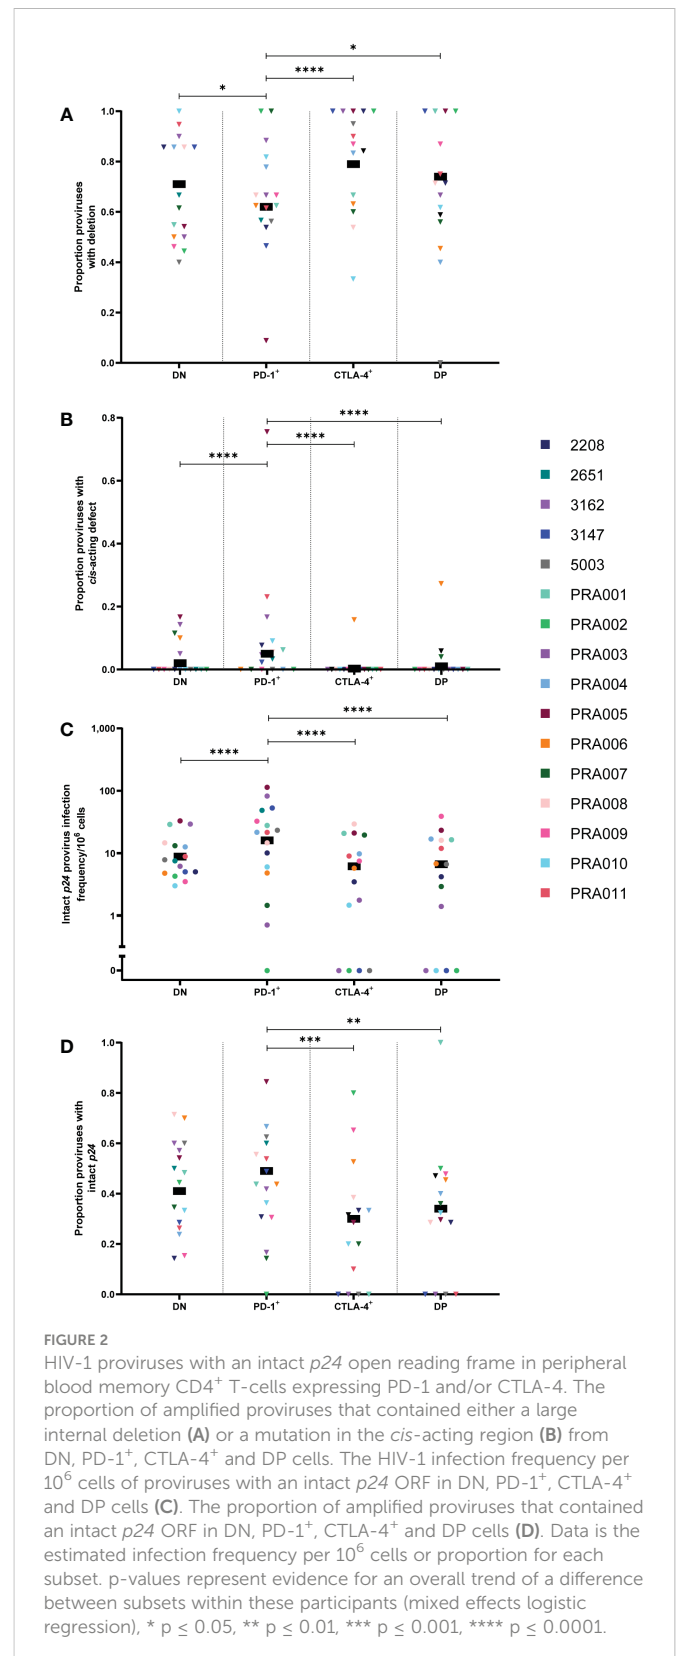 *
****
*
A
1.0
0.8
0.6
0.4
0.2
0.0
Proportion proviruses
with deletion
DN
PD-1+
CTLA-4+
DP
****
****
****
B
0.8
0.6
0.4
0.2
0.0
Proportion proviruses with
cis-acting defect
DN
PD-1+
CTLA-4+
DP
2208
2651
3162
3147
5003
PRA001
PRA002
PRA003
PRA004
PRA005
PRA006
PRA007
PRA008
PRA009
PRA010
PRA011
****
****
****
C
1,000
100
10
1
0
Intact p24 provirus infection
frequency/10⁶ cells
DN
PD-1+
CTLA-4+
DP
**
***
D
1.0
0.8
0.6
0.4
0.2
0.0
Proportion proviruses with
intact p24
DN
PD-1+
CTLA-4+
DP
FIGURE 2
HIV-1 proviruses with an intact p24 open reading frame in peripheral
blood memory CD4+ T-cells expressing PD-1 and/or CTLA-4. The
proportion of amplified proviruses that contained either a large
internal deletion (A) or a mutation in the cis-acting region (B) from
DN, PD-1+, CTLA-4+ and DP cells. The HIV-1 infection frequency per
10⁶ cells of proviruses with an intact p24 ORF in DN, PD-1+, CTLA-4+
and DP cells (C). The proportion of amplified proviruses that contained
an intact p24 ORF in DN, PD-1+, CTLA-4+ and DP cells (D). Data is the
estimated infection frequency per 10⁶ cells or proportion for each
subset. p-values represent evidence for an overall trend of a difference
between subsets within these participants (mixed effects logistic
regression), * p ≤ 0.05, ** p ≤ 0.01, *** p ≤ 0.001, **** p ≤ 0.0001.